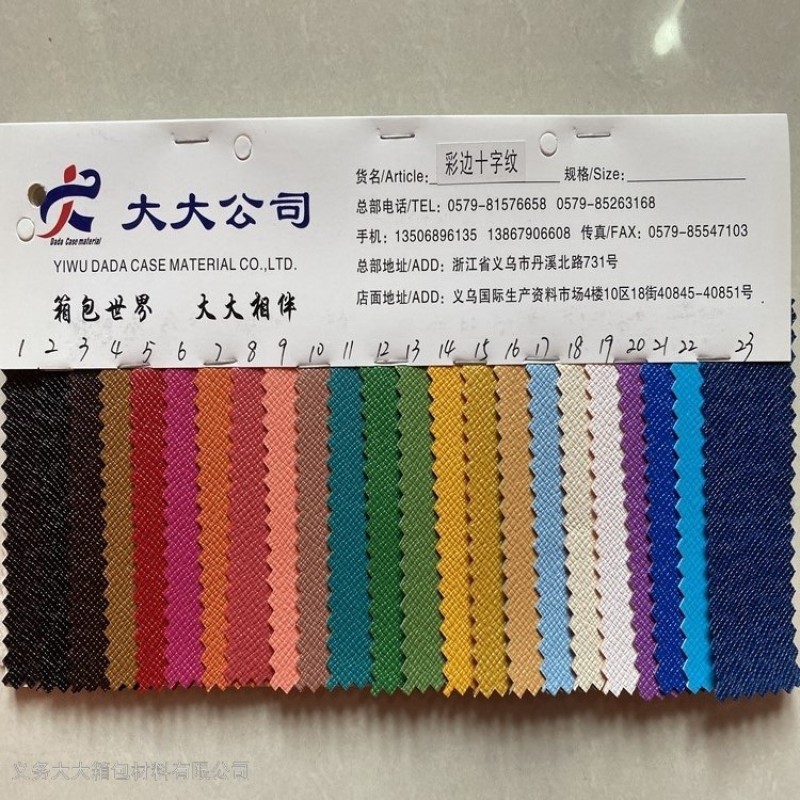 货名/Article: 彩边十字纹 规格/Size:
大大公司
Dada Case material
总部电话/TEL: 0579-81576658 0579-85263168
手机: 13506896135 13867906608 传真/FAX: 0579-85547103
YIWU DADA CASE MATERIAL CO.,LTD.
总部地址/ADD: 浙江省义乌市丹溪北路731号
箱包世界 大大相伴
店面地址/ADD: 义乌国际生产资料市场4楼10区18街40845-40851号
1 2 3 4 5 6 7 8 9 10 11 12 13 14 15 16 17 18 19 20 21 22 23
义乌大大箱包材料有限公司